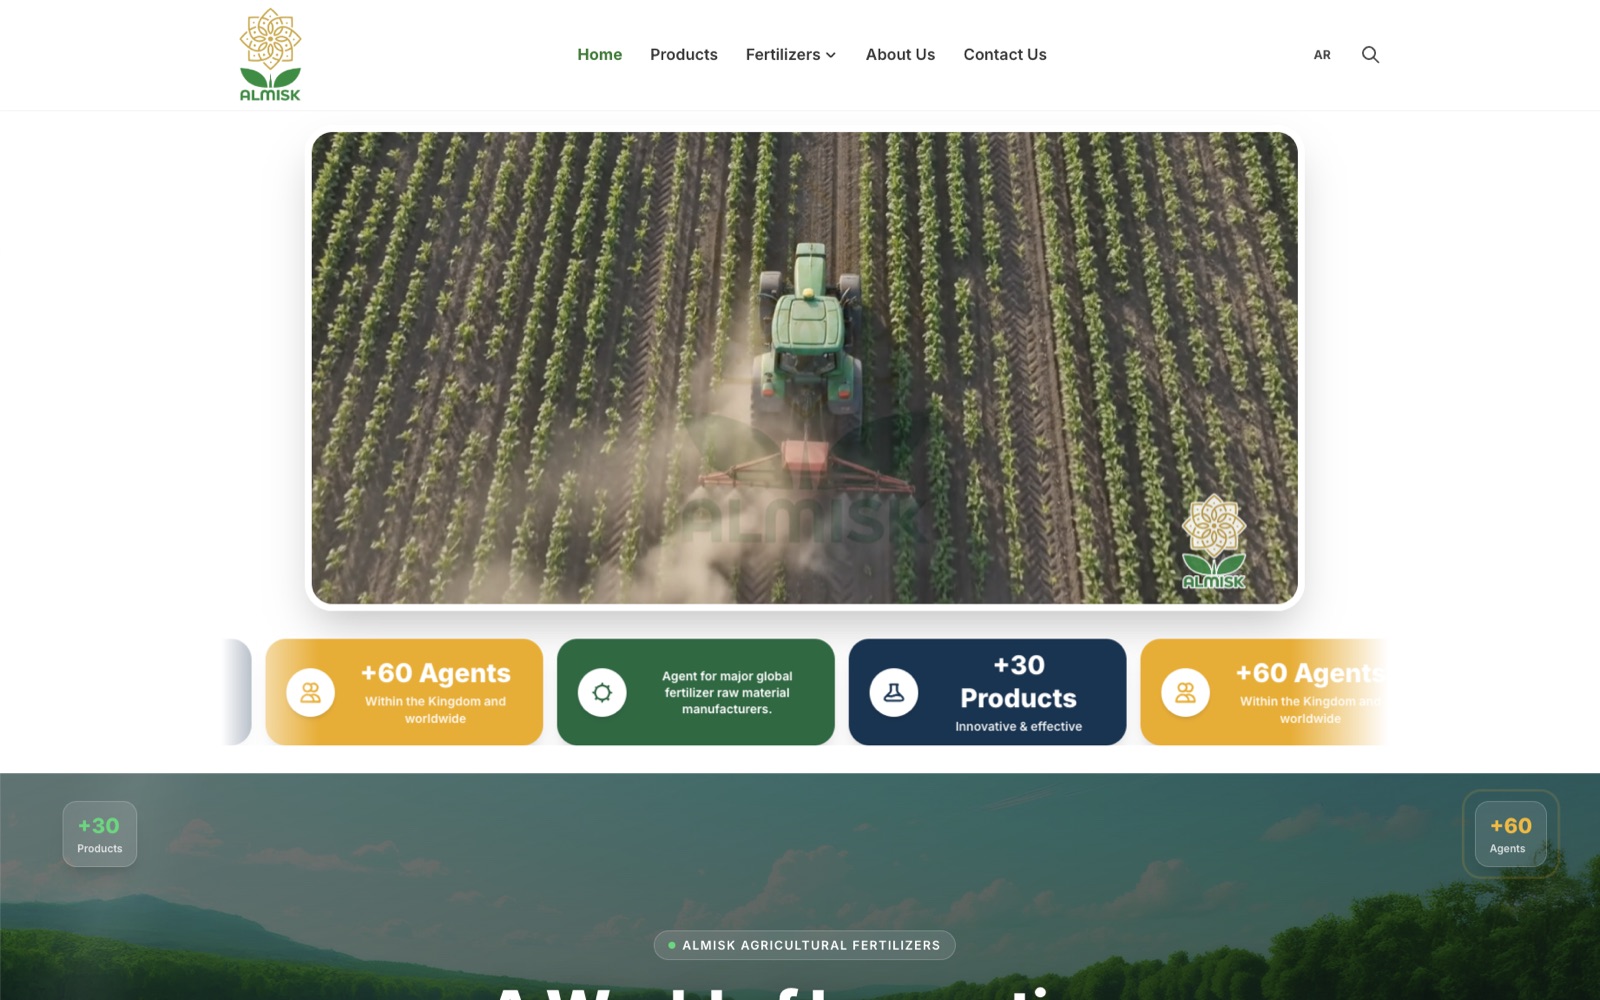 ALMISK
Home
Products
Fertilizers
About Us
Contact Us
AR
ALMISK
ALMISK
+60 Agents
Within the Kingdom and
worldwide
Agent for major global
fertilizer raw material
manufacturers.
+30
Products
Innovative & effective
+60 Agents
Within the Kingdom and
worldwide
+30
Products
+60
Agents
ALMISK AGRICULTURAL FERTILIZERS